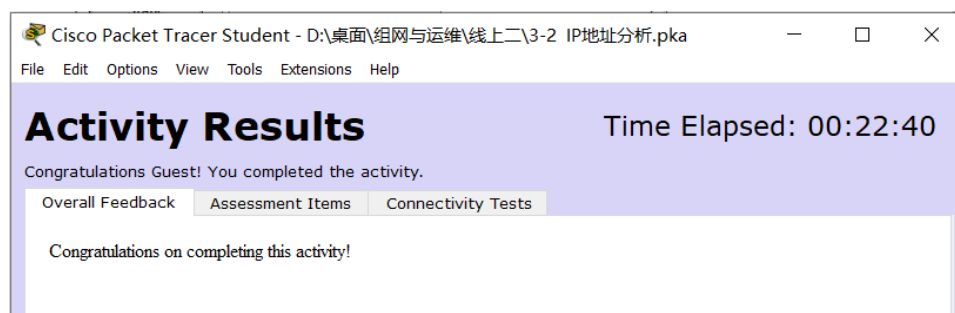 Cisco Packet Tracer Student - D:\桌面\组网与运维\线上二\3-2 IP地址分析.pka
File Edit Options View Tools Extensions Help
Activity Results
Time Elapsed: 00:22:40
Congratulations Guest! You completed the activity.
Overall Feedback Assessment Items Connectivity Tests
Congratulations on completing this activity!